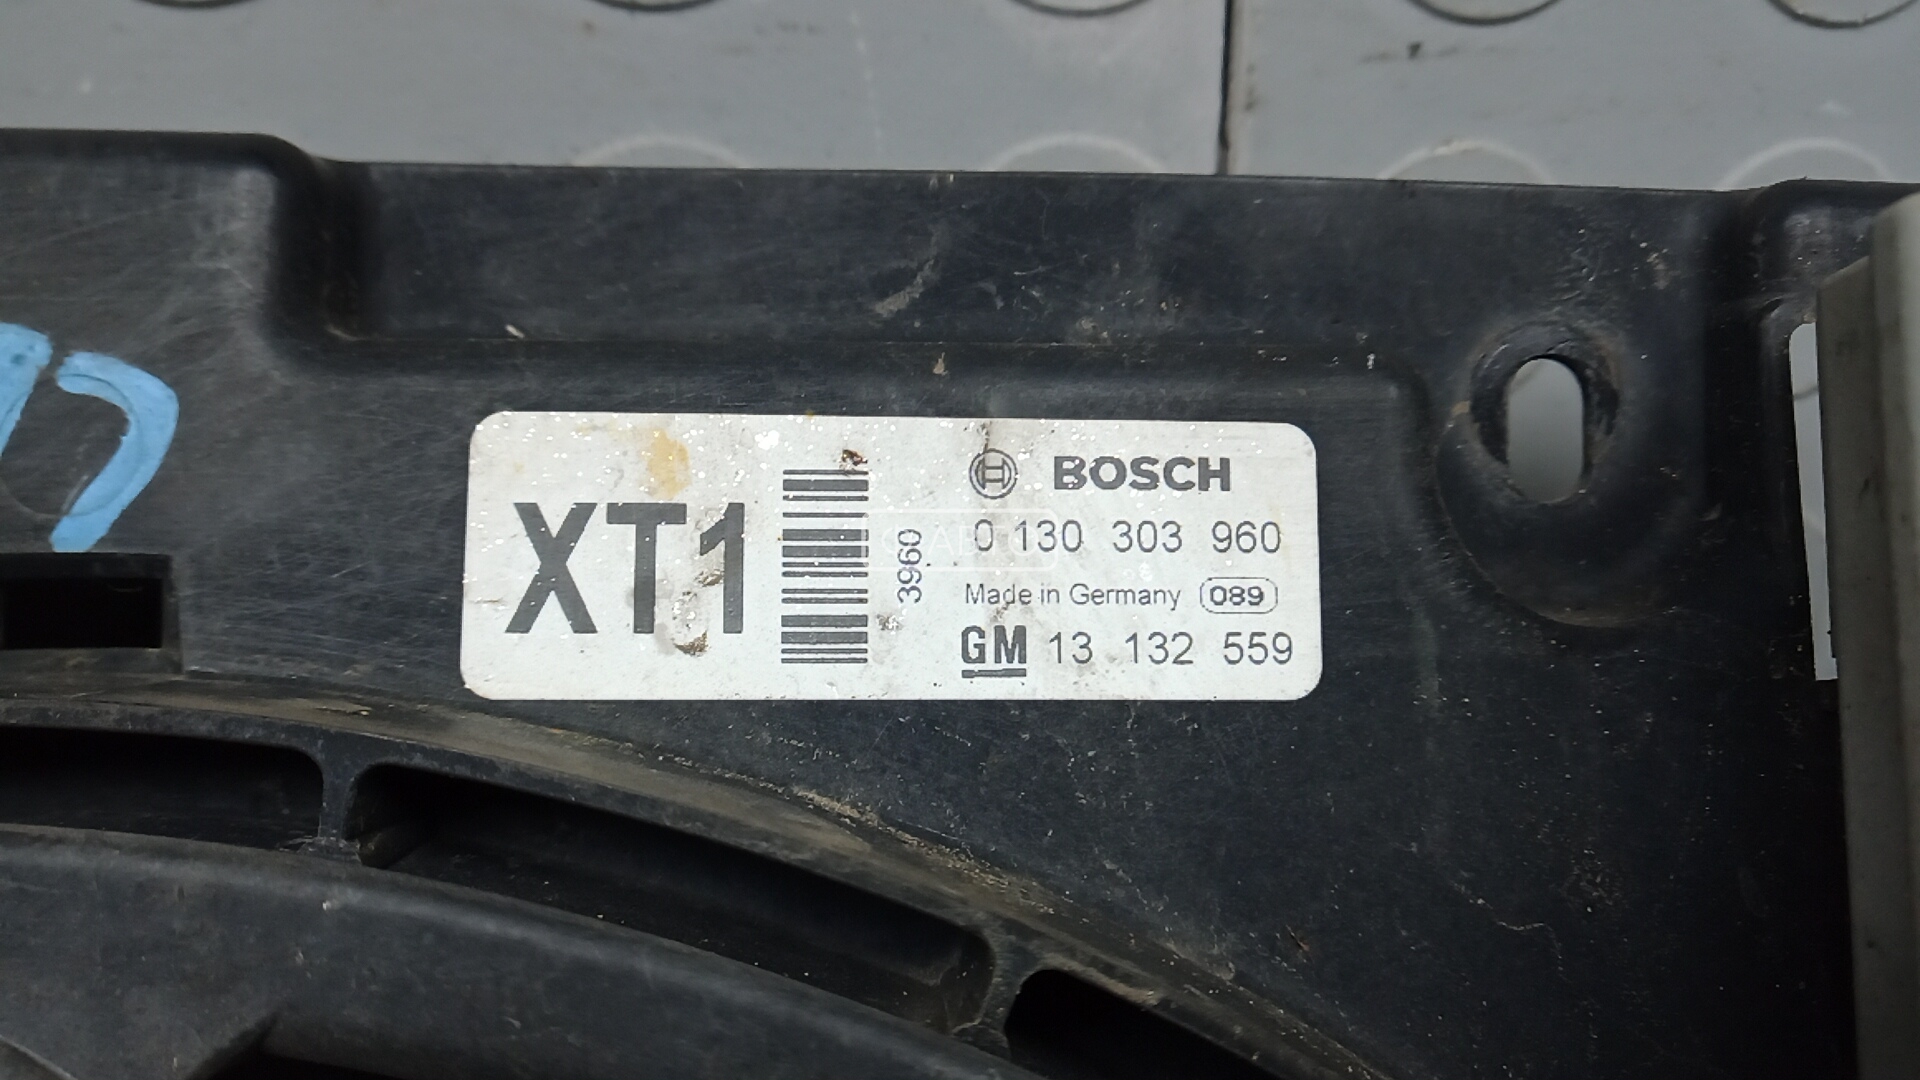 XT1
3960
BOSCH
0 130 303 960
Made in Germany 089
GM 13 132 559